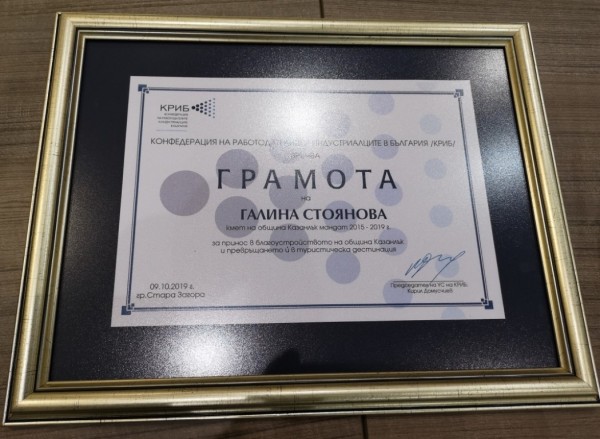 КРИБ
КОНФЕДЕРАЦИЯ НА И ИНДУСТРИАЛЦИТЕ В БЪЛГАРИЯ /КРИБ/
ГРАМОТА
на
ГАЛИНА СТОЯНОВА
кмет на община Казанлък мандат 2015 - 2019 г.
за принос в благоустройството на община Казанлък
и превръщането ѝ в туристическа дестинация
09.10.2019 г.
гр.Стара Загора
Председател на УС на КРИБ
Кирил Домусчиев